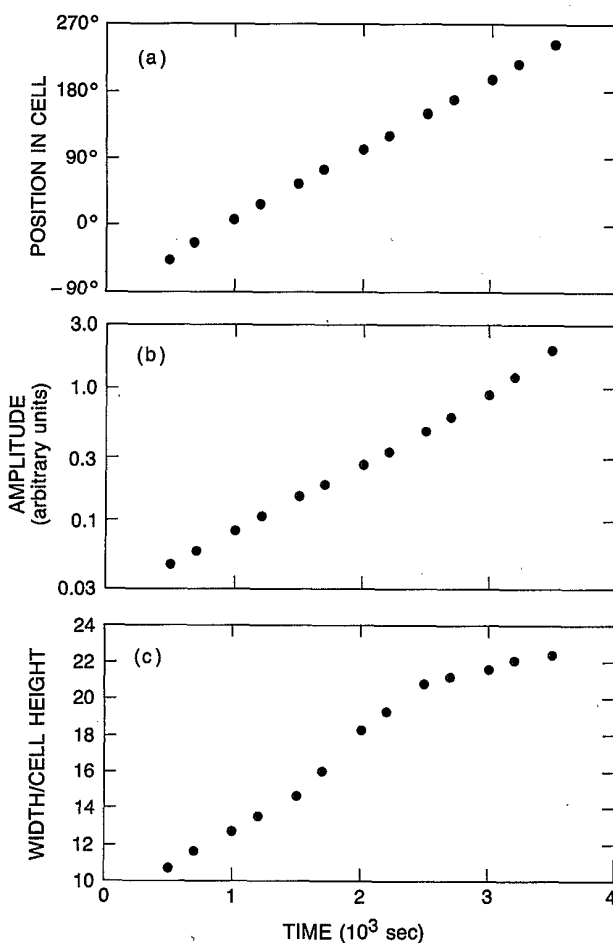 270°
(a)
180°
90°
0°
−90°
POSITION IN CELL
3.0
(b)
1.0
0.3
0.1
0.03
AMPLITUDE
(arbitrary units)
24
(c)
22
20
18
16
14
12
10
WIDTH/CELL HEIGHT
0 1 2 3 4
TIME (10³ sec)